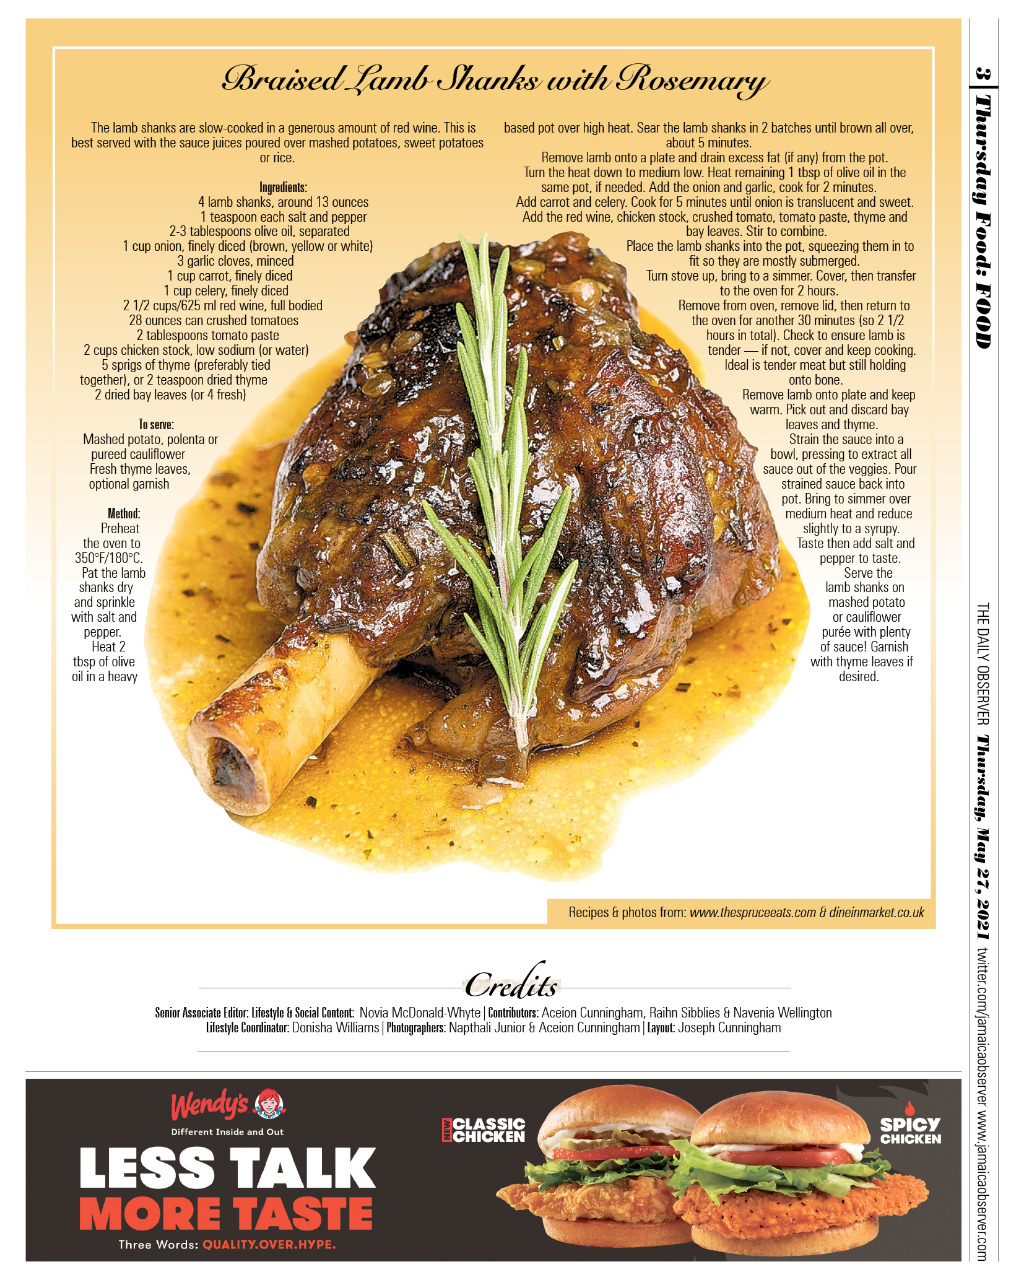 Braised Lamb Shanks with Rosemary
The lamb shanks are slow-cooked in a generous amount of red wine. This is
best served with the sauce juices poured over mashed potatoes, sweet potatoes
or rice.
Ingredients:
4 lamb shanks, around 13 ounces
1 teaspoon each salt and pepper
2-3 tablespoons olive oil, separated
1 cup onion, finely diced (brown, yellow or white)
3 garlic cloves, minced
1 cup carrot, finely diced
1 cup celery, finely diced
2 1/2 cups/625 ml red wine, full bodied
28 ounces can crushed tomatoes
2 tablespoons tomato paste
2 cups chicken stock, low sodium (or water)
5 sprigs of thyme (preferably tied
together), or 2 teaspoon dried thyme
2 dried bay leaves (or 4 fresh)
To serve:
Mashed potato, polenta or
pureed cauliflower
Fresh thyme leaves,
optional garnish
Method:
Preheat
the oven to
350°F/180°C.
Pat the lamb
shanks dry
and sprinkle
with salt and
pepper.
Heat 2
tbsp of olive
oil in a heavy
based pot over high heat. Sear the lamb shanks in 2 batches until brown all over,
about 5 minutes.
Remove lamb onto a plate and drain excess fat (if any) from the pot.
Turn the heat down to medium low. Heat remaining 1 tbsp of olive oil in the
same pot, if needed. Add the onion and garlic, cook for 2 minutes.
Add carrot and celery. Cook for 5 minutes until onion is translucent and sweet.
Add the red wine, chicken stock, crushed tomato, tomato paste, thyme and
bay leaves. Stir to combine.
Place the lamb shanks into the pot, squeezing them in to
fit so they are mostly submerged.
Turn stove up, bring to a simmer. Cover, then transfer
to the oven for 2 hours.
Remove from oven, remove lid, then return to
the oven for another 30 minutes (so 2 1/2
hours in total). Check to ensure lamb is
tender — if not, cover and keep cooking.
Ideal is tender meat but still holding
onto bone.
Remove lamb onto plate and keep
warm. Pick out and discard bay
leaves and thyme.
Strain the sauce into a
bowl, pressing to extract all
sauce out of the veggies. Pour
strained sauce back into
pot. Bring to simmer over
medium heat and reduce
slightly to a syrupy.
Taste then add salt and
pepper to taste.
Serve the
lamb shanks on
mashed potato
or cauliflower
purée with plenty
of sauce! Garnish
with thyme leaves if
desired.
Recipes & photos from: www.thespruceeats.com & dineinmarket.co.uk
Credits
Senior Associate Editor: Lifestyle & Social Content: Novia McDonald-Whyte | Contributors: Aceion Cunningham, Raihn Sibblies & Navenia Wellington
Lifestyle Coordinator: Donisha Williams | Photographers: Napthali Junior & Aceion Cunningham | Layout: Joseph Cunningham
Wendy's
Different Inside and Out
LESS TALK
MORE TASTE
Three Words: QUALITY.OVER.HYPE.
NEW CLASSIC
CHICKEN
SPICY
CHICKEN
3 Thursday Food: FOOD
THE DAILY OBSERVER Thursday, May 27, 2021 twitter.com/jamaicaobserver www.jamaicaobserver.com